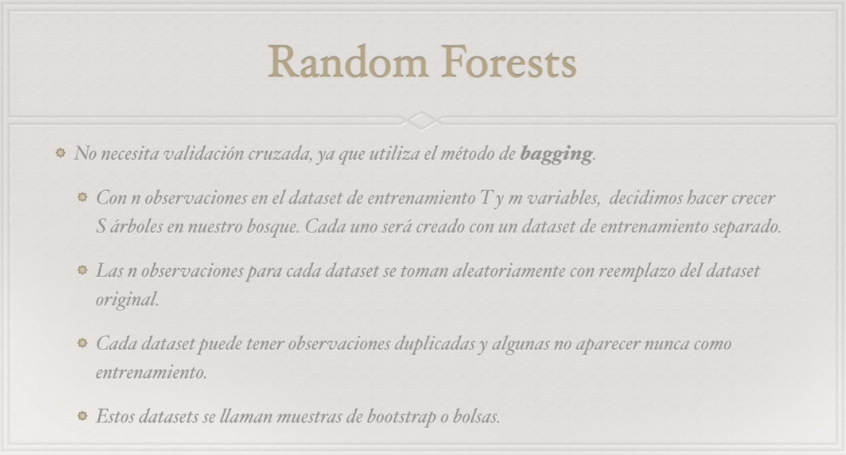 Random Forests
No necesita validación cruzada, ya que utiliza el método de bagging.
Con n observaciones en el dataset de entrenamiento T y m variables, decidimos hacer crecer
S árboles en nuestro bosque. Cada uno será creado con un dataset de entrenamiento separado.
Las n observaciones para cada dataset se toman aleatoriamente con reemplazo del dataset
original.
Cada dataset puede tener observaciones duplicadas y algunas no aparecer nunca como
entrenamiento.
Estos datasets se llaman muestras de bootstrap o bolsas.